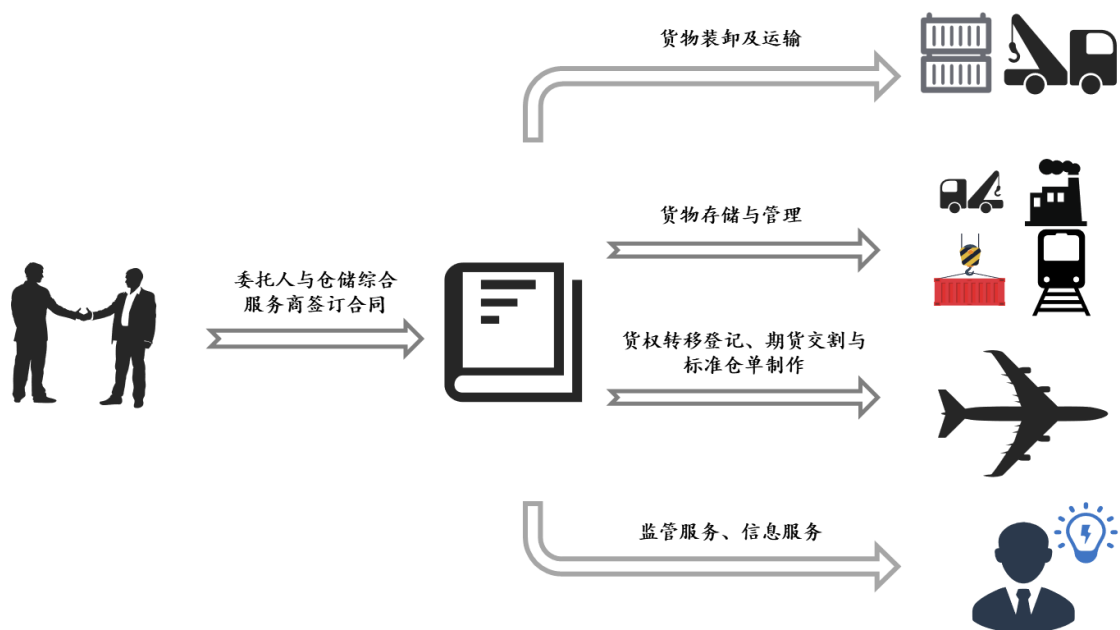 货物装卸及运输
货物存储与管理
委托人与仓储综合
服务商签订合同
货权转移登记、期货交割与
标准仓单制作
监管服务、信息服务